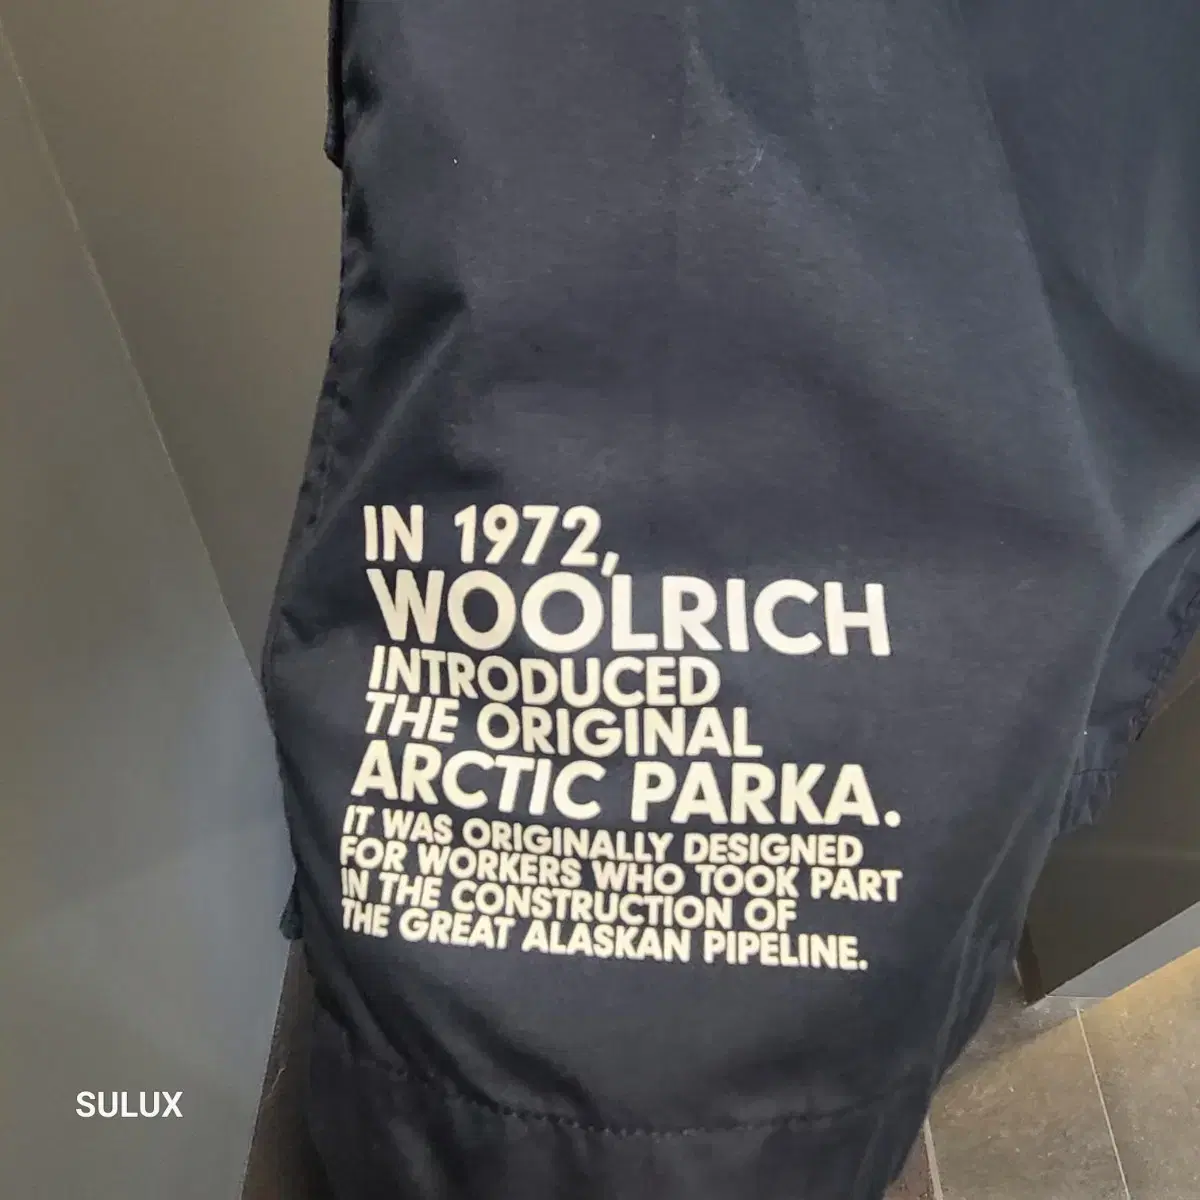 IN 1972,
WOOLRICH
INTRODUCED
THE ORIGINAL
ARCTIC PARKA.
IT WAS ORIGINALLY DESIGNED
FOR WORKERS WHO TOOK PART
IN THE CONSTRUCTION OF
THE GREAT ALASKAN PIPELINE.
SULUX